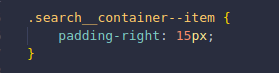 .search__container--item {
    padding-right: 15px;
}